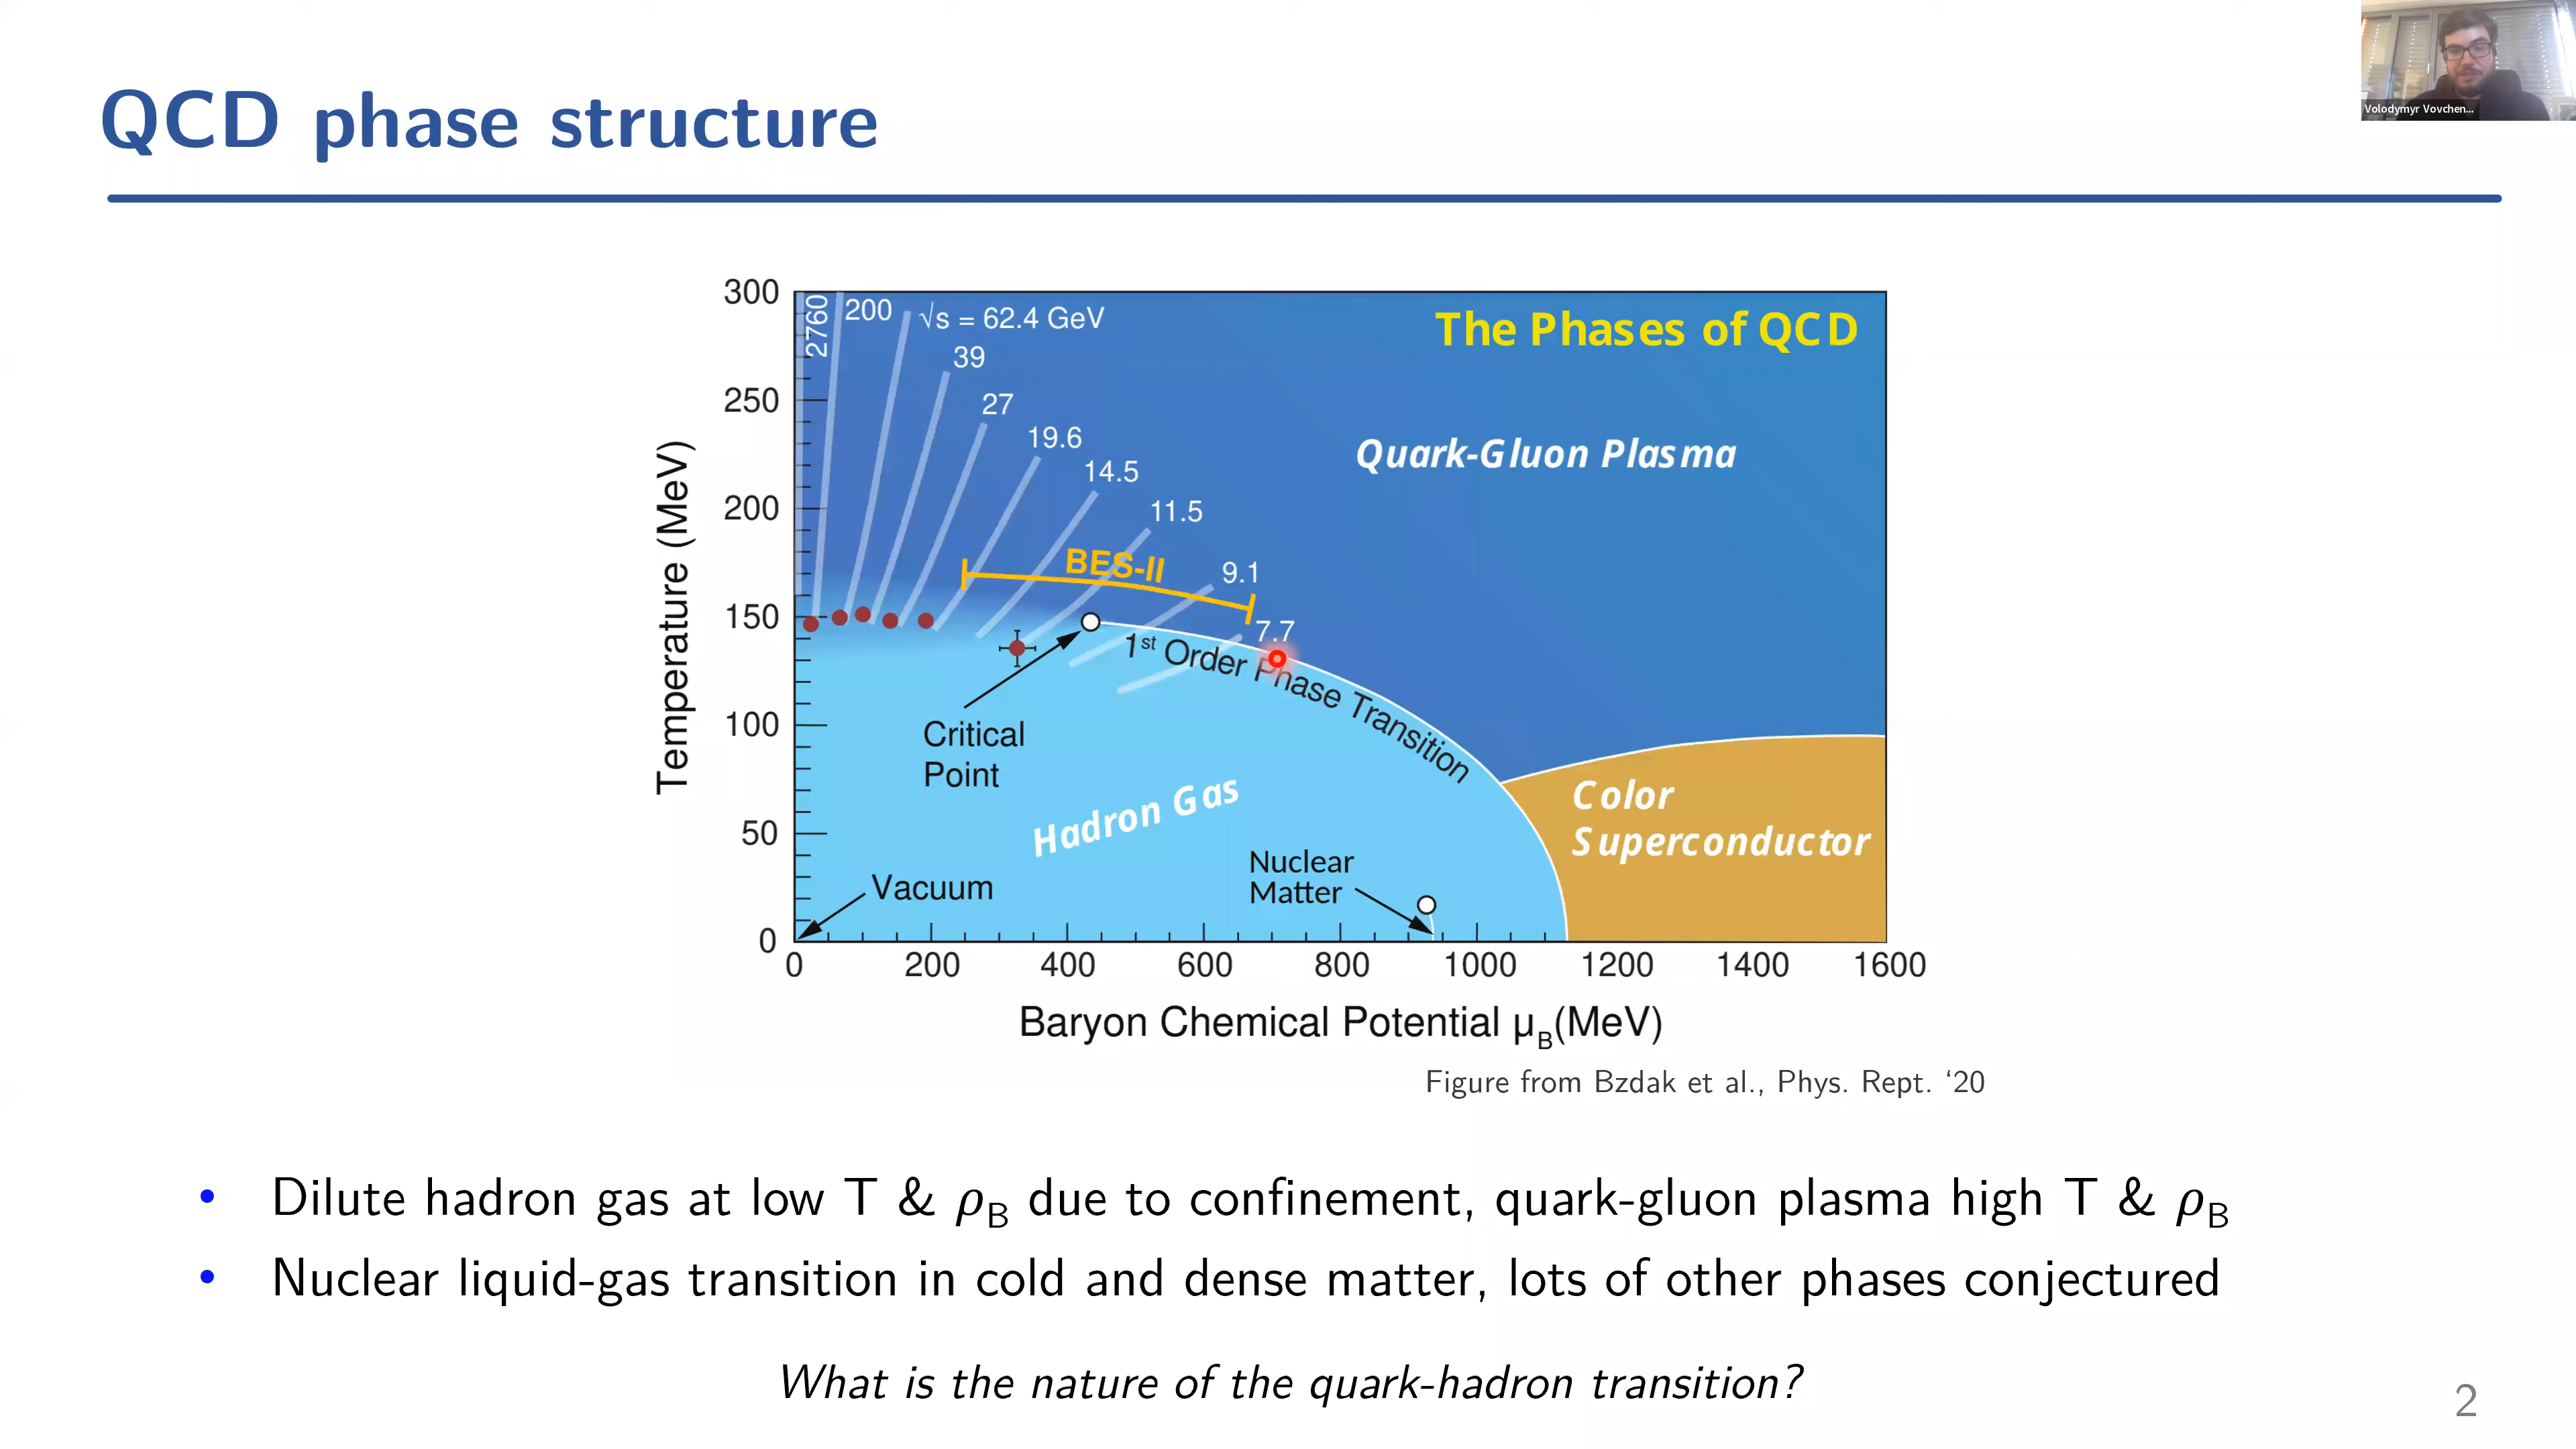 QCD phase structure
Volodymyr Vovchen...
300
250
200
150
100
50
0
Temperature (MeV)
2760
200
√s = 62.4 GeV
39
27
19.6
14.5
11.5
9.1
7.7
BES-II
The Phases of QCD
Quark-Gluon Plasma
1st Order Phase Transition
Critical
Point
Hadron Gas
Color
Superconductor
Nuclear
Matter
Vacuum
0 200 400 600 800 1000 1200 1400 1600
Baryon Chemical Potential μB(MeV)
Figure from Bzdak et al., Phys. Rept. ‘20
• Dilute hadron gas at low T & ρB due to confinement, quark-gluon plasma high T & ρB
• Nuclear liquid-gas transition in cold and dense matter, lots of other phases conjectured
What is the nature of the quark-hadron transition?
2